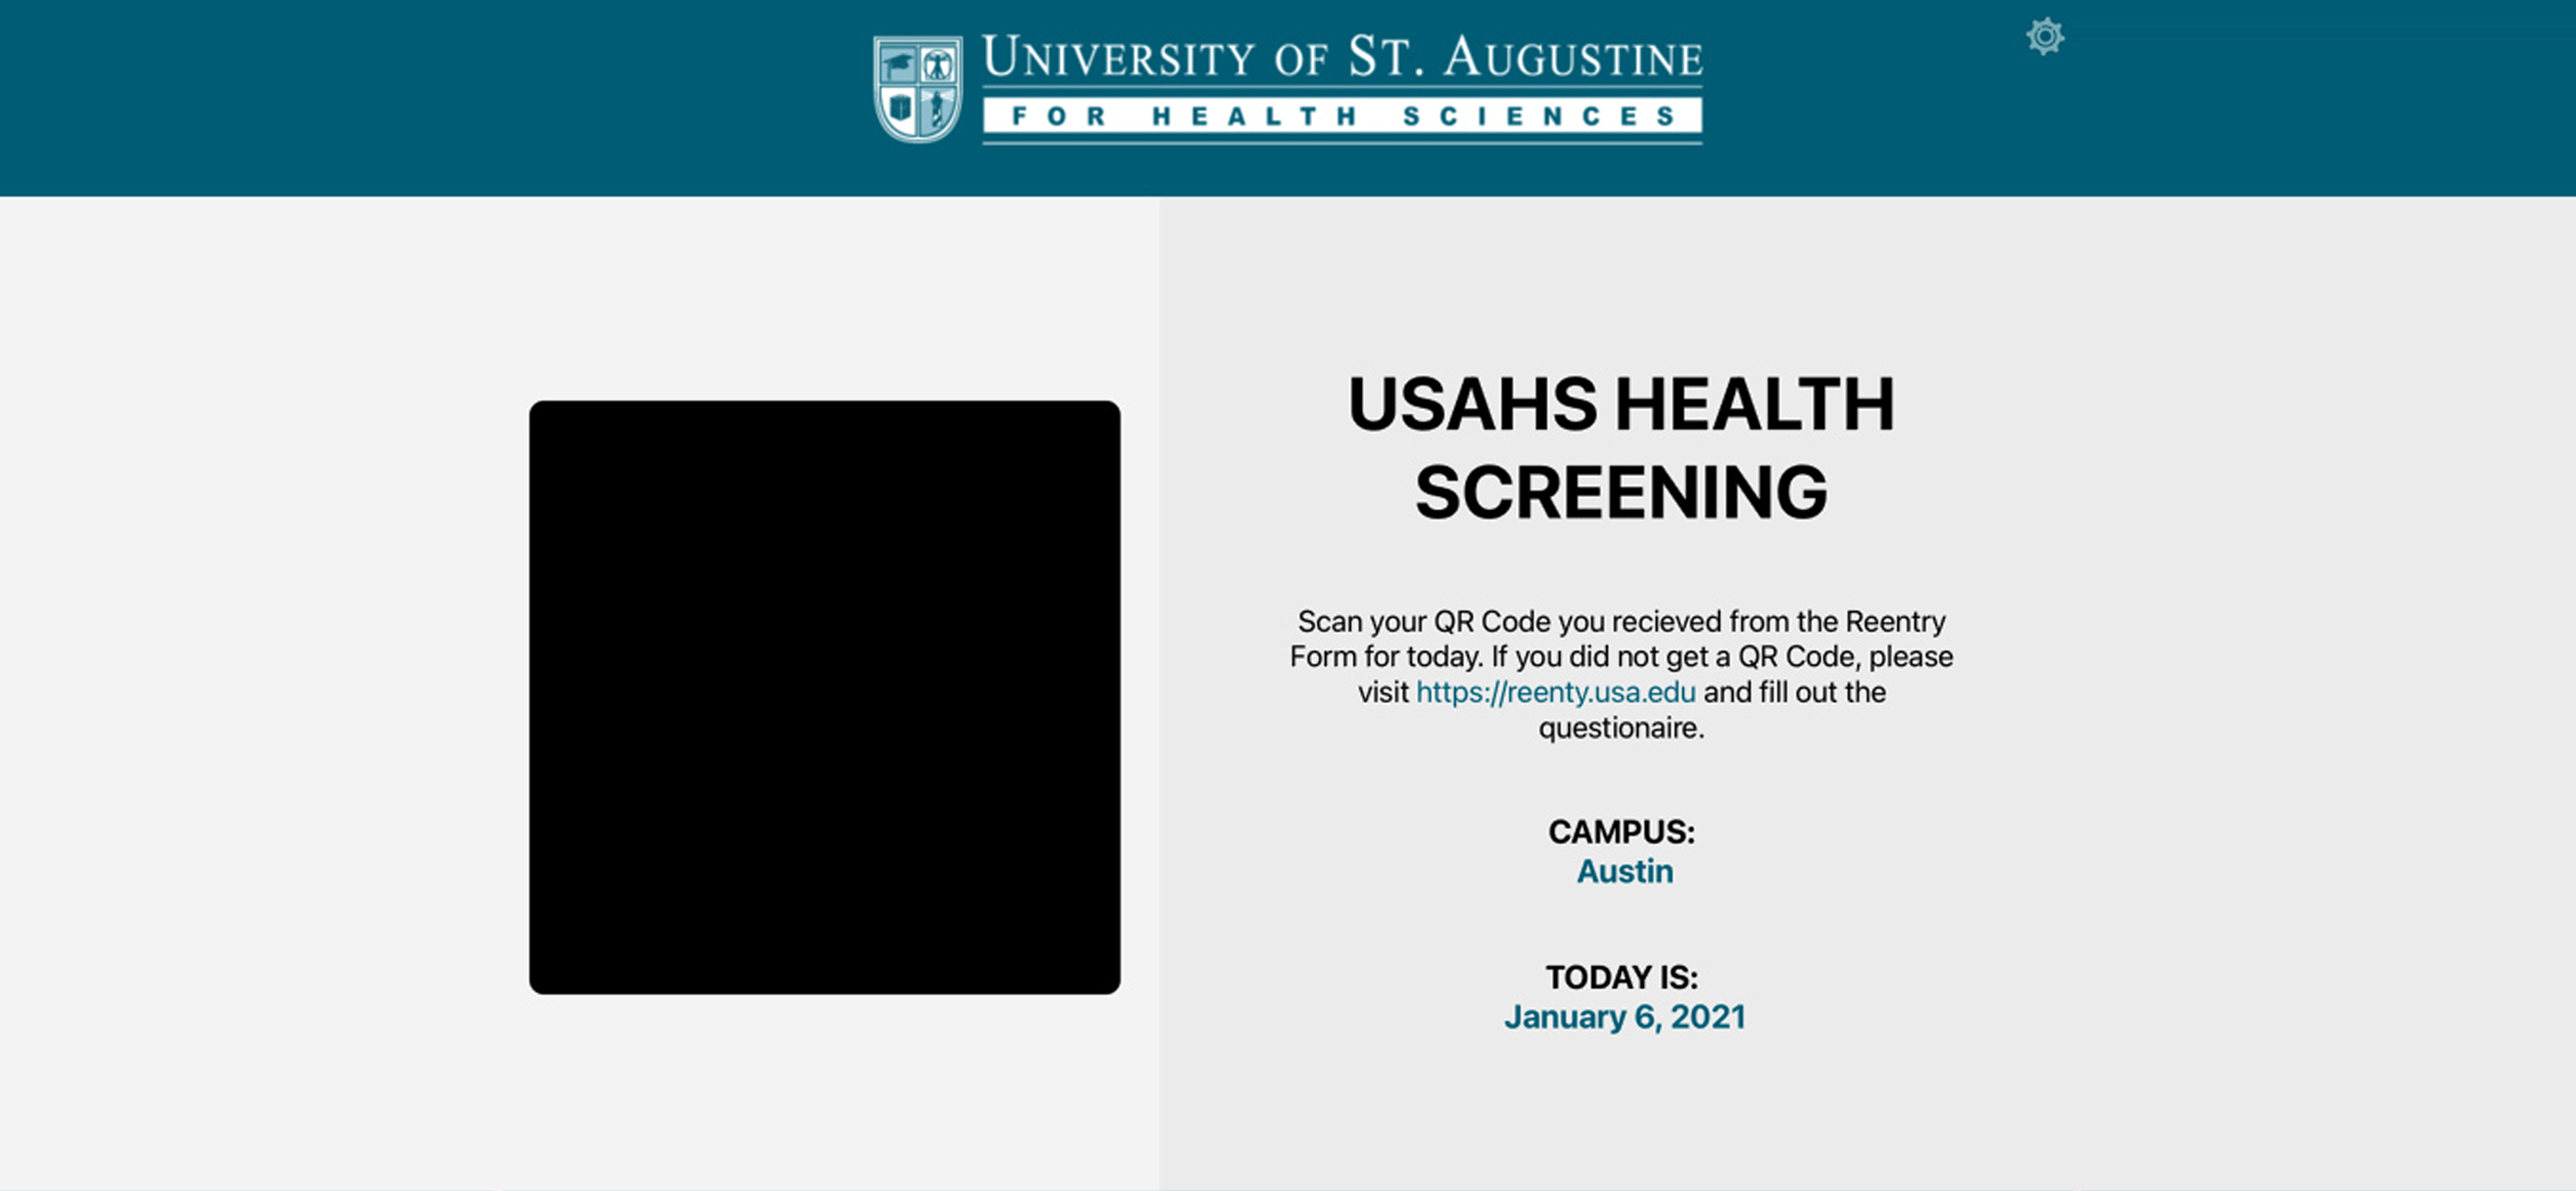 UNIVERSITY OF ST. AUGUSTINE
FOR HEALTH SCIENCES
USAHS HEALTH
SCREENING
Scan your QR Code you recieved from the Reentry
Form for today. If you did not get a QR Code, please
visit https://reenty.usa.edu and fill out the
questionaire.
CAMPUS:
Austin
TODAY IS:
January 6, 2021